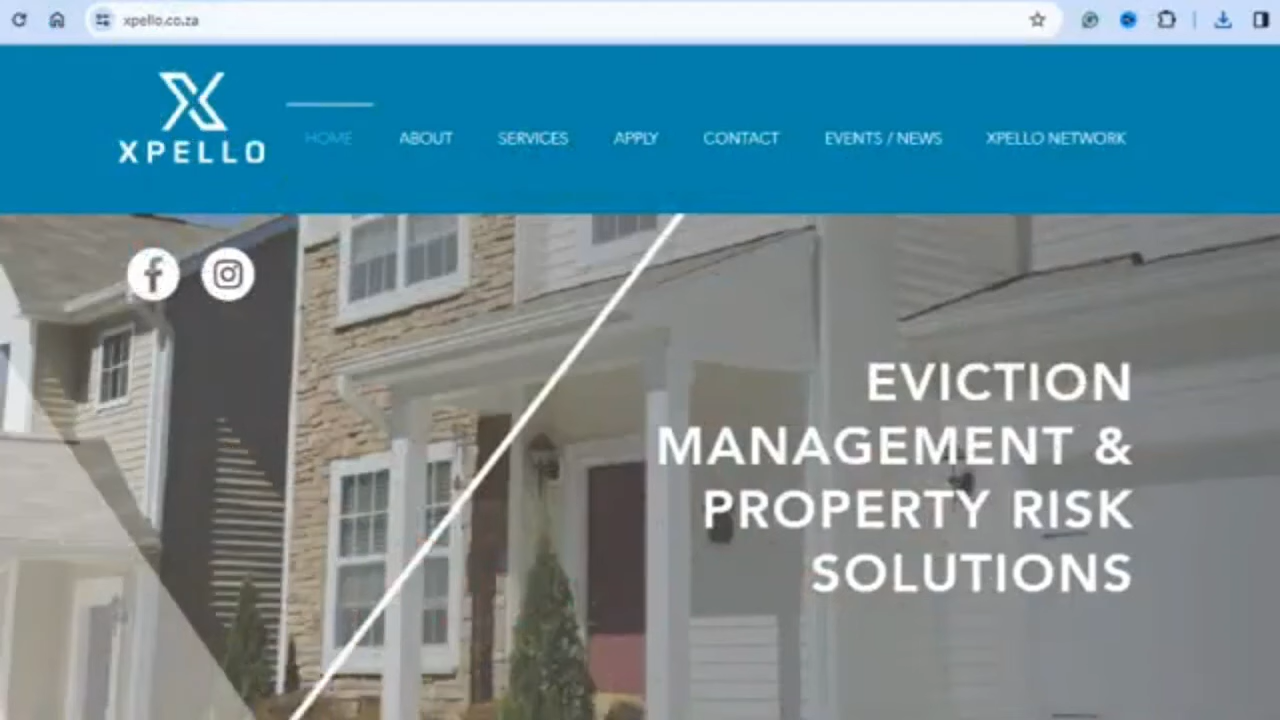 xpello.co.za
XPELLO
HOME ABOUT SERVICES APPLY CONTACT EVENTS / NEWS XPELLO NETWORK
EVICTION
MANAGEMENT &
PROPERTY RISK
SOLUTIONS